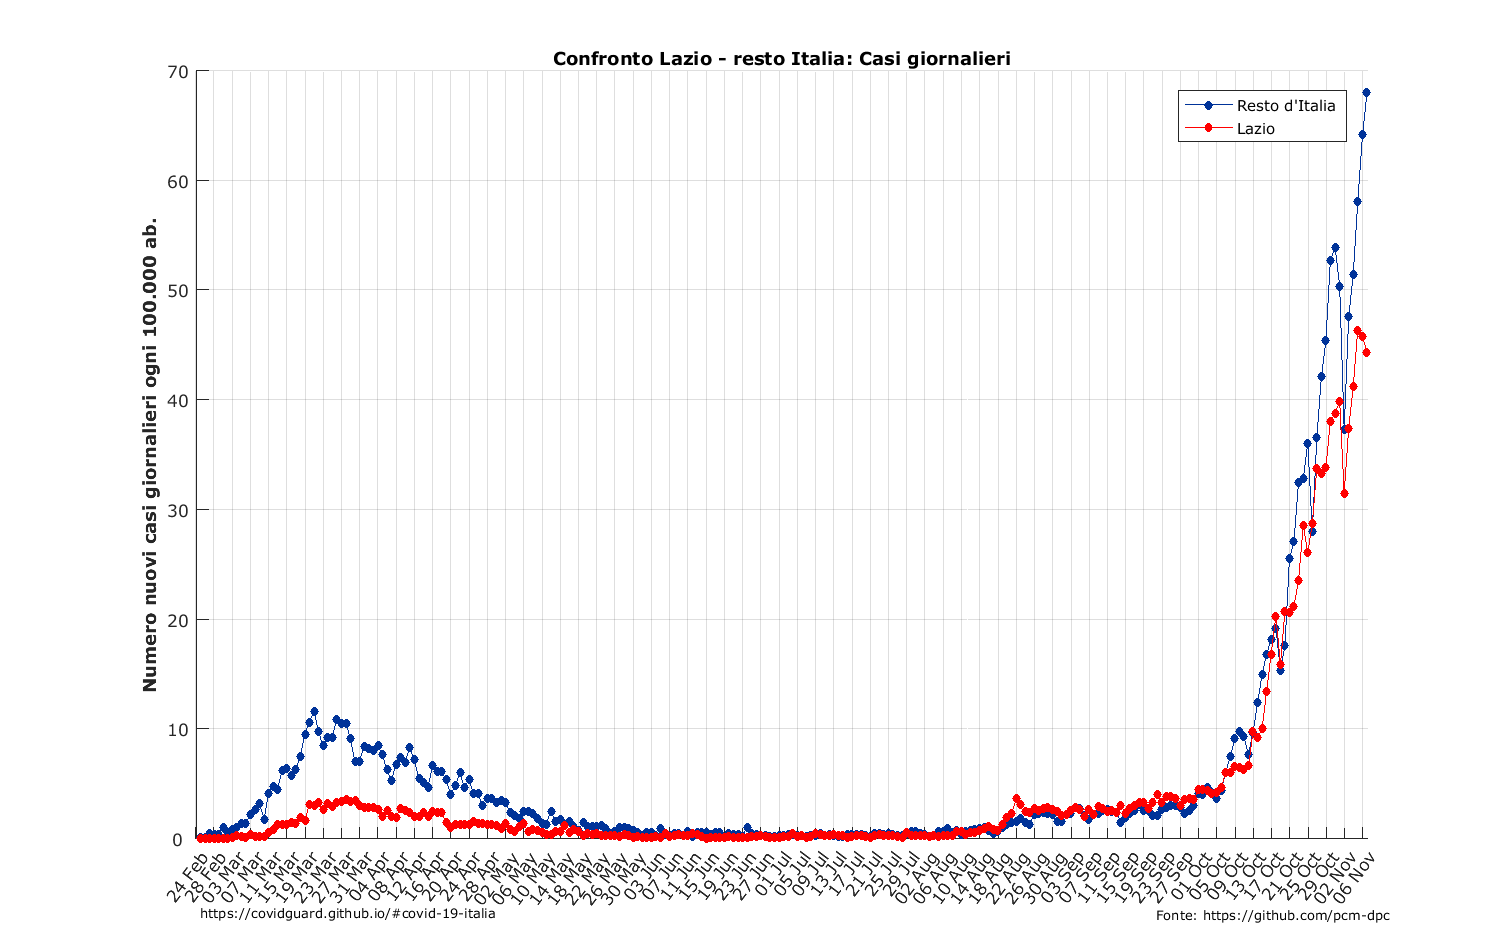 Confronto Lazio - resto Italia: Casi giornalieri
Numero nuovi casi giornalieri ogni 100.000 ab.
70
60
50
40
30
20
10
0
Resto d'Italia
Lazio
24 Feb
28 Feb
03 Mar
07 Mar
11 Mar
15 Mar
19 Mar
23 Mar
27 Mar
31 Mar
04 Apr
08 Apr
12 Apr
16 Apr
20 Apr
24 Apr
28 Apr
02 May
06 May
10 May
14 May
18 May
22 May
26 May
30 May
03 Jun
07 Jun
11 Jun
15 Jun
19 Jun
23 Jun
27 Jun
01 Jul
05 Jul
09 Jul
13 Jul
17 Jul
21 Jul
25 Jul
29 Jul
02 Aug
06 Aug
10 Aug
14 Aug
18 Aug
22 Aug
26 Aug
30 Aug
03 Sep
07 Sep
11 Sep
15 Sep
19 Sep
23 Sep
27 Sep
01 Oct
05 Oct
09 Oct
13 Oct
17 Oct
21 Oct
25 Oct
29 Oct
02 Nov
06 Nov
https://covidguard.github.io/#covid-19-italia
Fonte: https://github.com/pcm-dpc